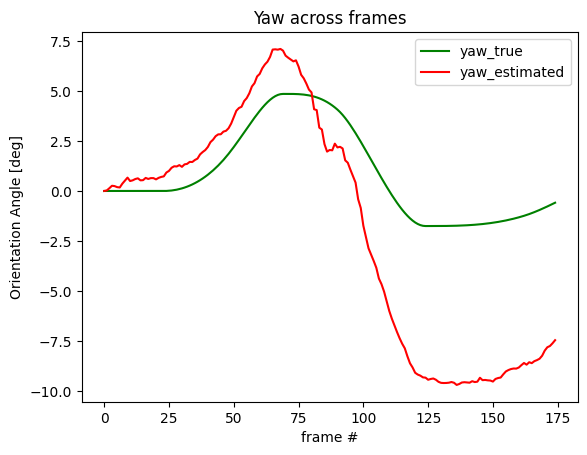 Yaw across frames
yaw_true
yaw_estimated
Orientation Angle [deg]
7.5
5.0
2.5
0.0
−2.5
−5.0
−7.5
−10.0
0 25 50 75 100 125 150 175
frame #